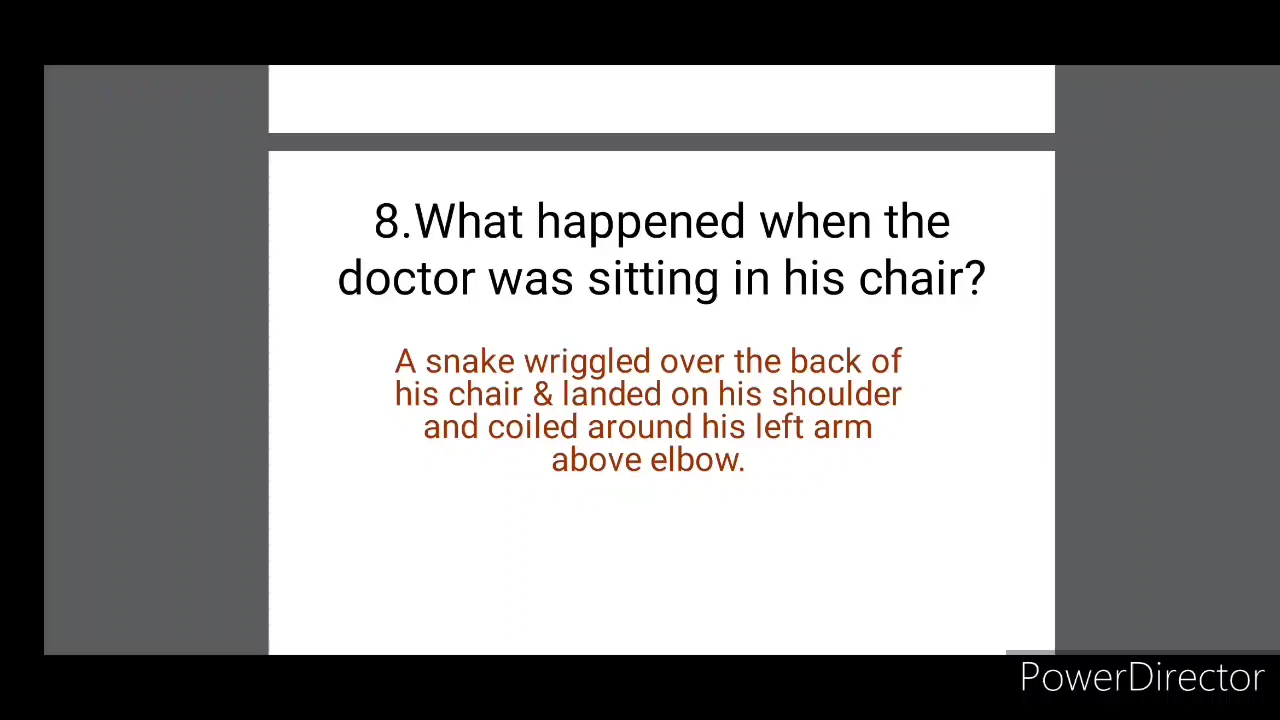 8.What happened when the
doctor was sitting in his chair?
A snake wriggled over the back of
his chair & landed on his shoulder
and coiled around his left arm
above elbow.
PowerDirector